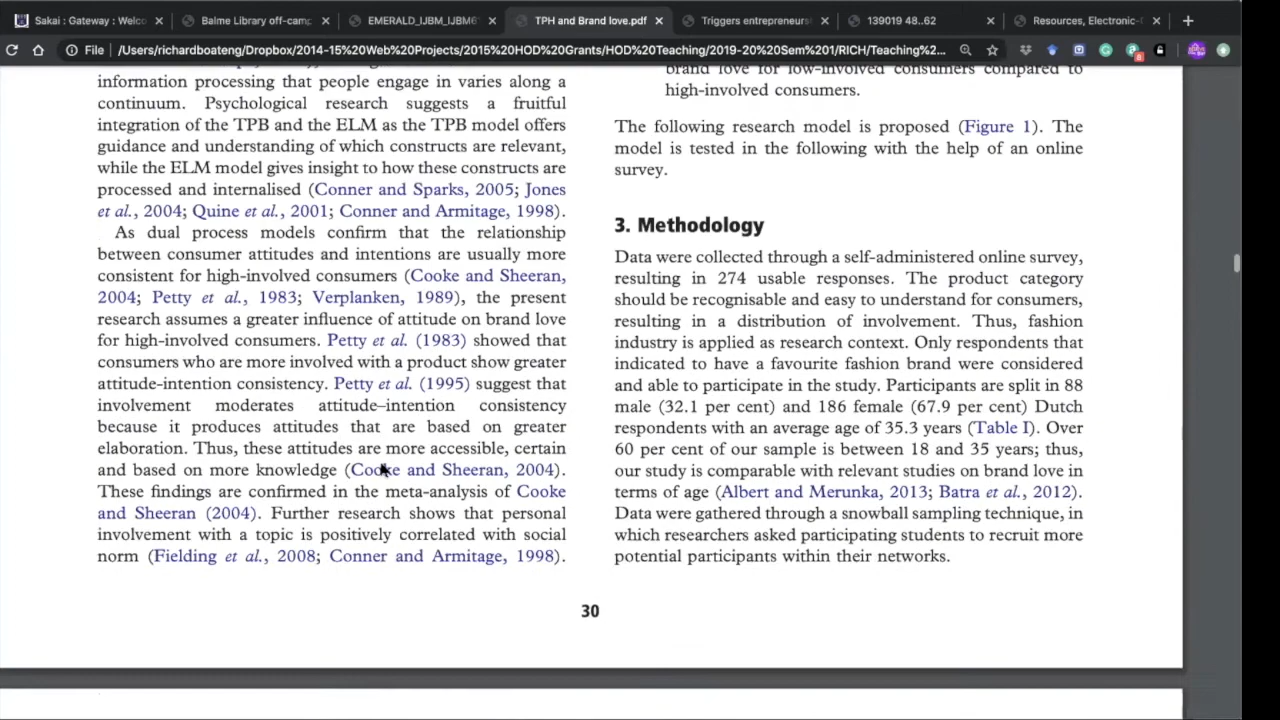 Sakai : Gateway : Welco
Balme Library off-camp
EMERALD_IJBM_IJBM6
TPH and Brand love.pdf
Triggers entrepreneurs
139019 48..62
Resources, Electronic-
File
/Users/richardboateng/Dropbox/2014-15%20Web%20Projects/2015%20HOD%20Grants/HOD%20Teaching/2019-20%20Sem%201/RICH/Teaching%2...
information processing that people engage in varies along a
continuum. Psychological research suggests a fruitful
integration of the TPB and the ELM as the TPB model offers
guidance and understanding of which constructs are relevant,
while the ELM model gives insight to how these constructs are
processed and internalised (Conner and Sparks, 2005; Jones
et al., 2004; Quine et al., 2001; Conner and Armitage, 1998).
As dual process models confirm that the relationship
between consumer attitudes and intentions are usually more
consistent for high-involved consumers (Cooke and Sheeran,
2004; Petty et al., 1983; Verplanken, 1989), the present
research assumes a greater influence of attitude on brand love
for high-involved consumers. Petty et al. (1983) showed that
consumers who are more involved with a product show greater
attitude-intention consistency. Petty et al. (1995) suggest that
involvement moderates attitude–intention consistency
because it produces attitudes that are based on greater
elaboration. Thus, these attitudes are more accessible, certain
and based on more knowledge (Cooke and Sheeran, 2004).
These findings are confirmed in the meta-analysis of Cooke
and Sheeran (2004). Further research shows that personal
involvement with a topic is positively correlated with social
norm (Fielding et al., 2008; Conner and Armitage, 1998).
brand love for low-involved consumers compared to
high-involved consumers.
The following research model is proposed (Figure 1). The
model is tested in the following with the help of an online
survey.
3. Methodology
Data were collected through a self-administered online survey,
resulting in 274 usable responses. The product category
should be recognisable and easy to understand for consumers,
resulting in a distribution of involvement. Thus, fashion
industry is applied as research context. Only respondents that
indicated to have a favourite fashion brand were considered
and able to participate in the study. Participants are split in 88
male (32.1 per cent) and 186 female (67.9 per cent) Dutch
respondents with an average age of 35.3 years (Table I). Over
60 per cent of our sample is between 18 and 35 years; thus,
our study is comparable with relevant studies on brand love in
terms of age (Albert and Merunka, 2013; Batra et al., 2012).
Data were gathered through a snowball sampling technique, in
which researchers asked participating students to recruit more
potential participants within their networks.
30